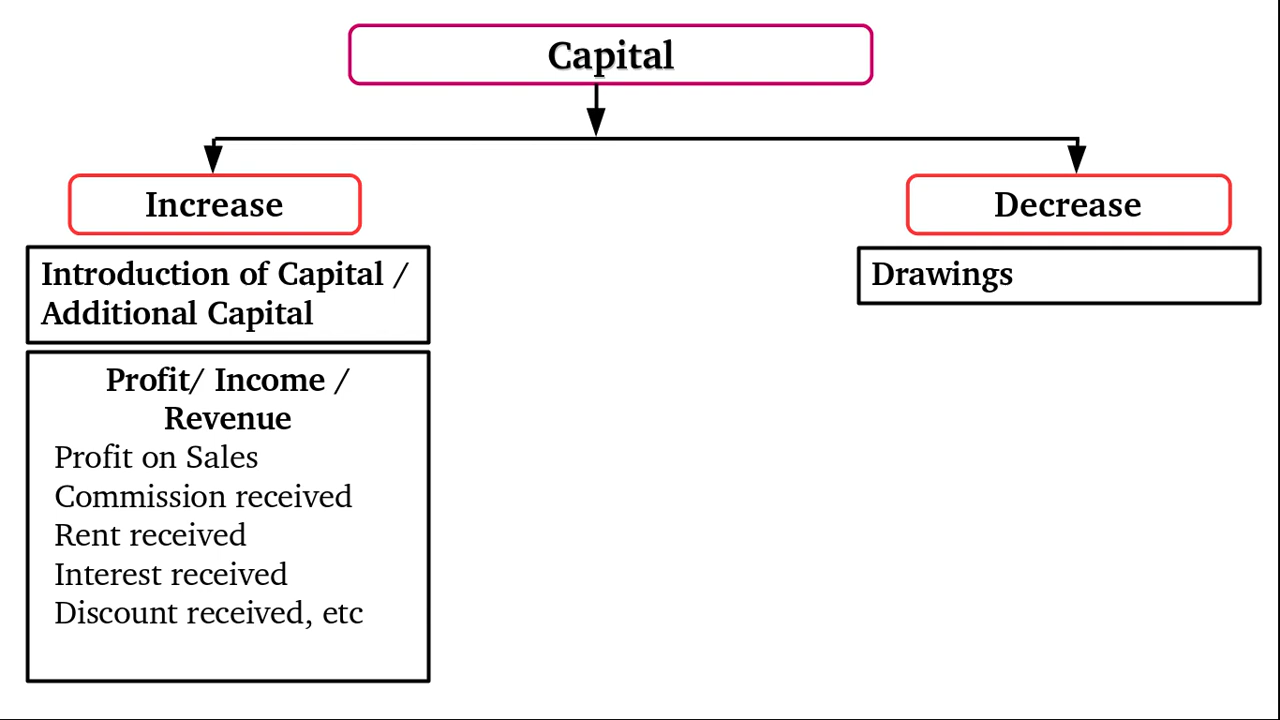 Capital
Increase
Decrease
Introduction of Capital /
Additional Capital
Drawings
Profit/ Income /
Revenue
Profit on Sales
Commission received
Rent received
Interest received
Discount received, etc